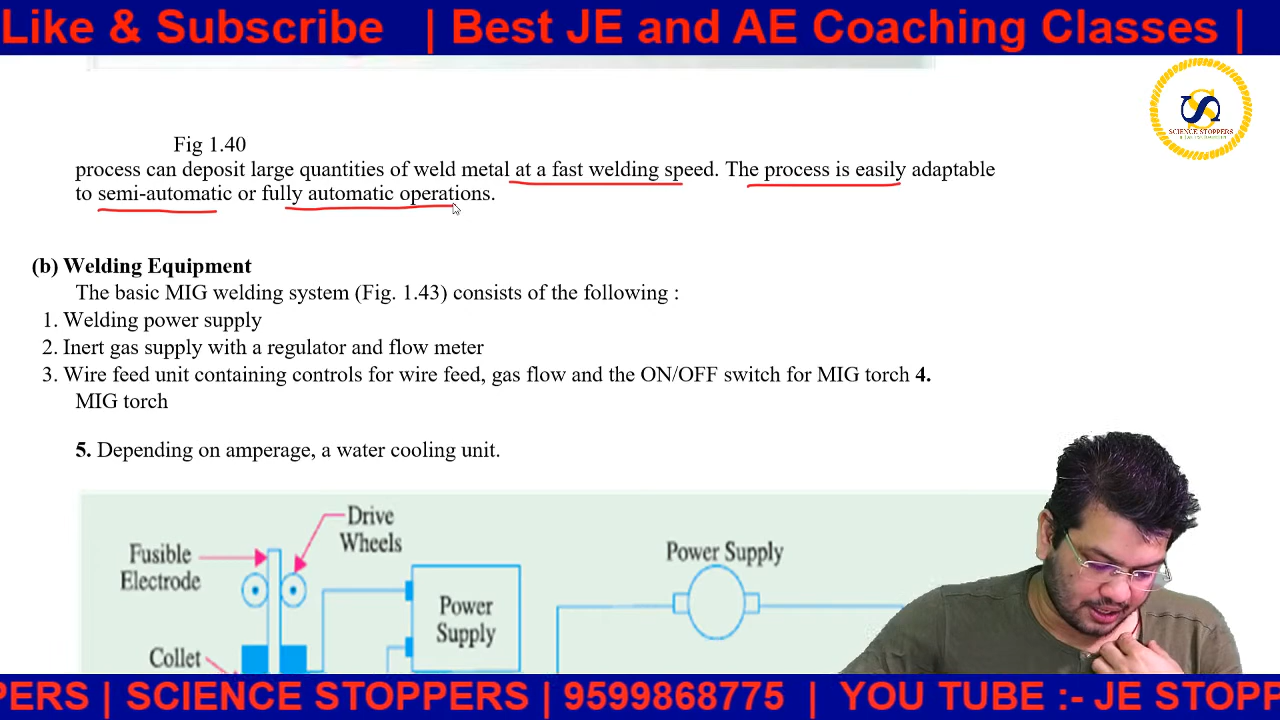 Like & Subscribe | Best JE and AE Coaching Classes |
SCIENCE STOPPERS
Fig 1.40
process can deposit large quantities of weld metal at a fast welding speed. The process is easily adaptable
to semi-automatic or fully automatic operations.
(b) Welding Equipment
The basic MIG welding system (Fig. 1.43) consists of the following :
1. Welding power supply
2. Inert gas supply with a regulator and flow meter
3. Wire feed unit containing controls for wire feed, gas flow and the ON/OFF switch for MIG torch 4.
MIG torch
5. Depending on amperage, a water cooling unit.
Drive
Wheels
Fusible
Electrode
Power Supply
Power
Supply
Collet
PERS | SCIENCE STOPPERS | 9599868775 | YOU TUBE :- JE STOPP